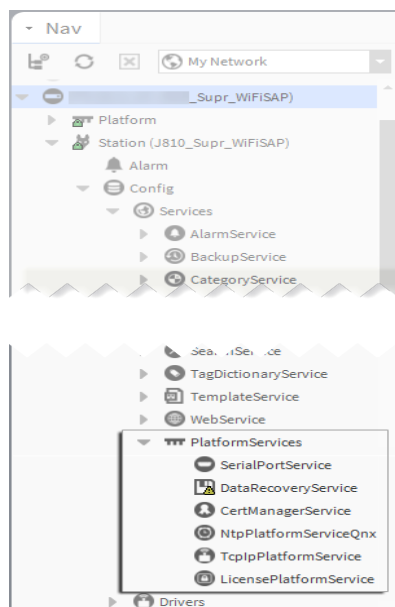 Nav
My Network
_Supr_WiFiSAP)
Platform
Station (J810_Supr_WiFiSAP)
Alarm
Config
Services
AlarmService
BackupService
CategoryService
TagDictionaryService
TemplateService
WebService
PlatformServices
SerialPortService
DataRecoveryService
CertManagerService
NtpPlatformServiceQnx
TcpIpPlatformService
LicensePlatformService
Drivers